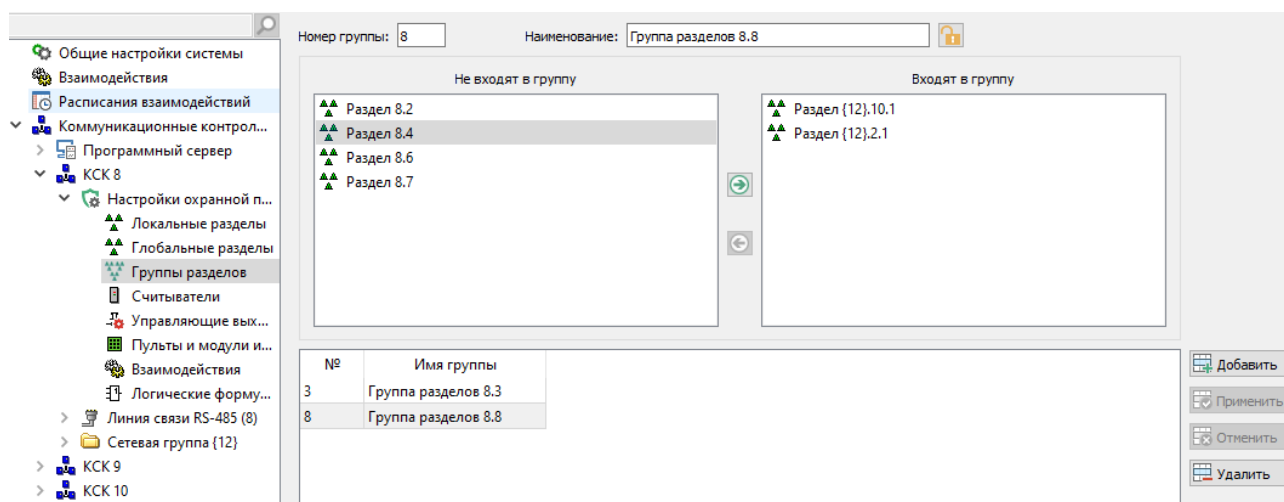 Общие настройки системы
Взаимодействия
Расписания взаимодействий
Коммуникационные контрол...
Программный сервер
КСК 8
Настройки охранной п...
Локальные разделы
Глобальные разделы
Группы разделов
Считыватели
Управляющие вых...
Пульты и модули и...
Взаимодействия
Логические форму...
Линия связи RS-485 (8)
Сетевая группа {12}
КСК 9
КСК 10
Номер группы: 8 Наименование: Группа разделов 8.8
Не входят в группу
Раздел 8.2
Раздел 8.4
Раздел 8.6
Раздел 8.7
Входят в группу
Раздел {12}.10.1
Раздел {12}.2.1
№ Имя группы
3 Группа разделов 8.3
8 Группа разделов 8.8
Добавить
Применить
Отменить
Удалить